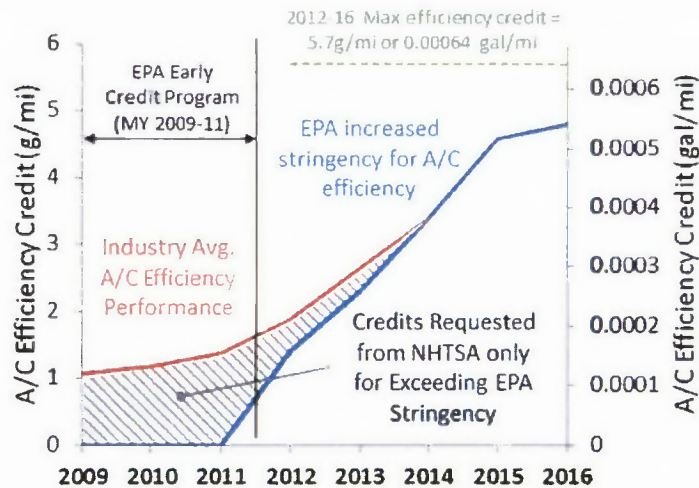 2012-16 Max efficiency credit =
5.7g/mi or 0.00064 gal/mi
EPA Early
Credit Program
(MY 2009-11)
EPA increased
stringency for A/C
efficiency
Industry Avg.
A/C Efficiency
Performance
Credits Requested
from NHTSA only
for Exceeding EPA
Stringency
A/C Efficiency Credit (g/mi)
6
5
4
3
2
1
0
A/C Efficiency Credit (gal/mi)
0.0006
0.0005
0.0004
0.0003
0.0002
0.0001
0
2009 2010 2011 2012 2013 2014 2015 2016